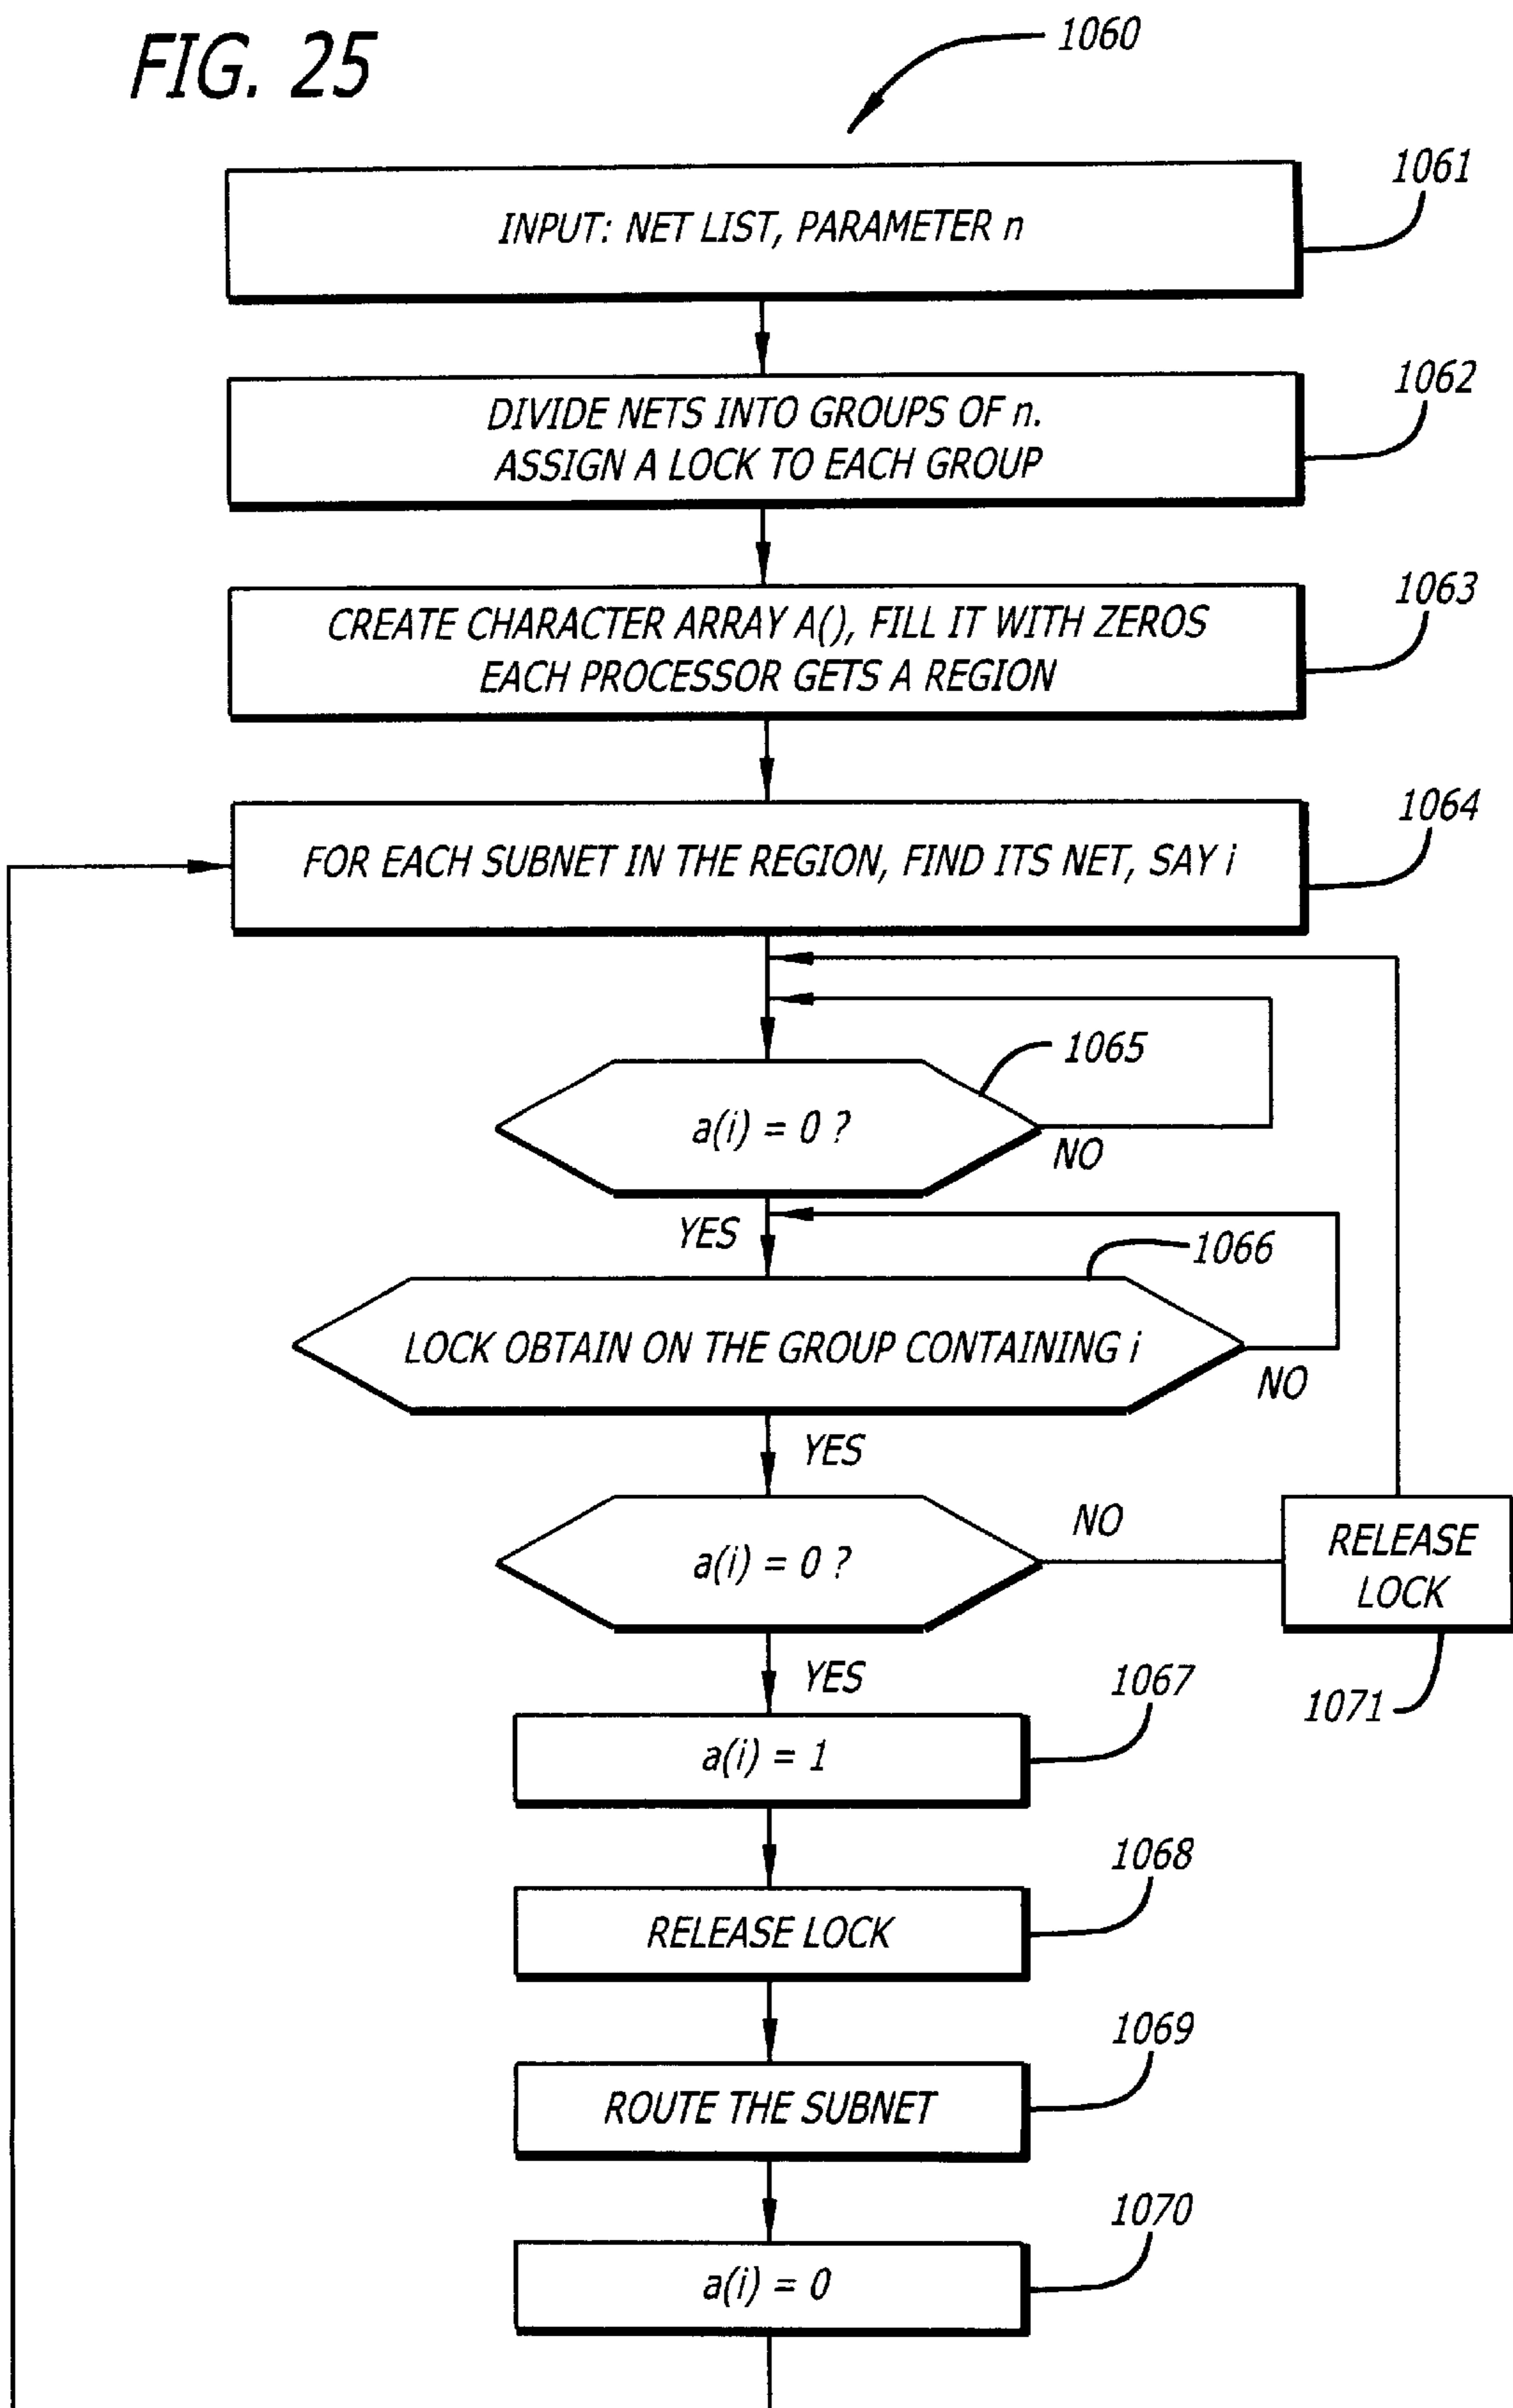 FIG. 25
1060
1061
INPUT: NET LIST, PARAMETER n
1062
DIVIDE NETS INTO GROUPS OF n.
ASSIGN A LOCK TO EACH GROUP
1063
CREATE CHARACTER ARRAY A(), FILL IT WITH ZEROS
EACH PROCESSOR GETS A REGION
1064
FOR EACH SUBNET IN THE REGION, FIND ITS NET, SAY i
1065
a(i) = 0 ?
NO
YES
1066
LOCK OBTAIN ON THE GROUP CONTAINING i
NO
YES
a(i) = 0 ?
NO
RELEASE
LOCK
1071
YES
1067
a(i) = 1
1068
RELEASE LOCK
1069
ROUTE THE SUBNET
1070
a(i) = 0